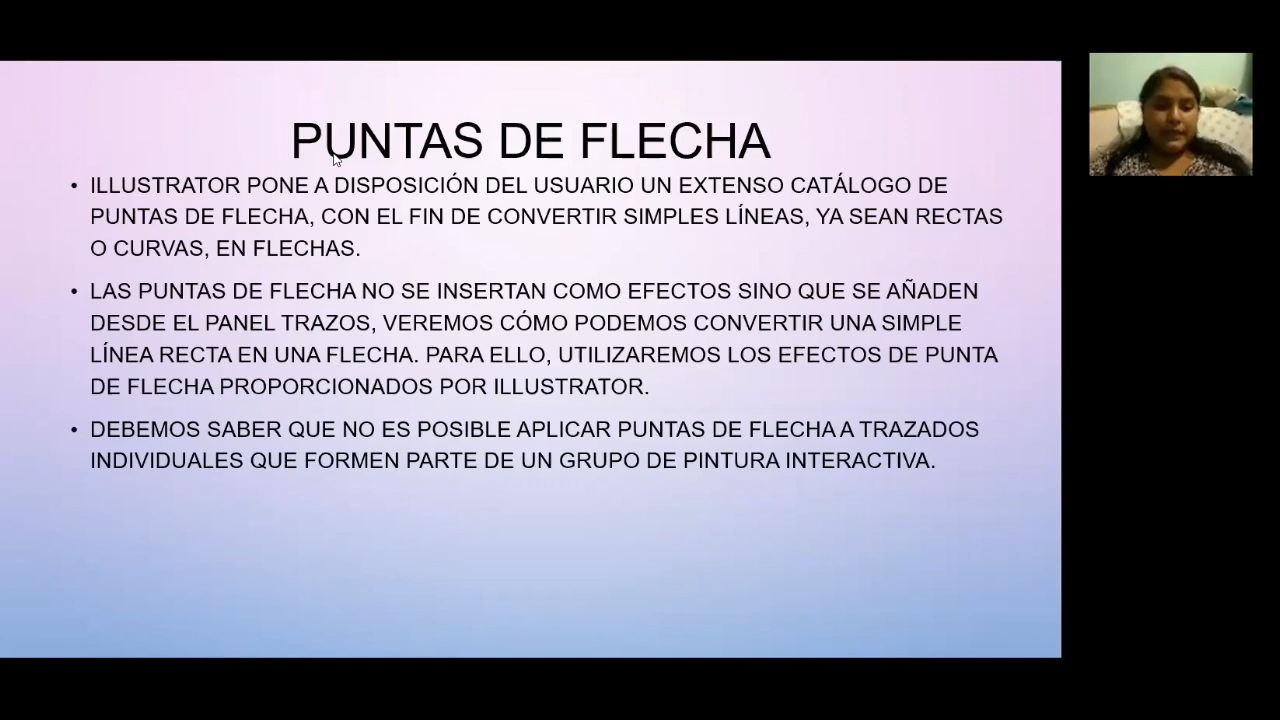 PUNTAS DE FLECHA
• ILLUSTRATOR PONE A DISPOSICIÓN DEL USUARIO UN EXTENSO CATÁLOGO DE
PUNTAS DE FLECHA, CON EL FIN DE CONVERTIR SIMPLES LÍNEAS, YA SEAN RECTAS
O CURVAS, EN FLECHAS.
• LAS PUNTAS DE FLECHA NO SE INSERTAN COMO EFECTOS SINO QUE SE AÑADEN
DESDE EL PANEL TRAZOS, VEREMOS CÓMO PODEMOS CONVERTIR UNA SIMPLE
LÍNEA RECTA EN UNA FLECHA. PARA ELLO, UTILIZAREMOS LOS EFECTOS DE PUNTA
DE FLECHA PROPORCIONADOS POR ILLUSTRATOR.
• DEBEMOS SABER QUE NO ES POSIBLE APLICAR PUNTAS DE FLECHA A TRAZADOS
INDIVIDUALES QUE FORMEN PARTE DE UN GRUPO DE PINTURA INTERACTIVA.